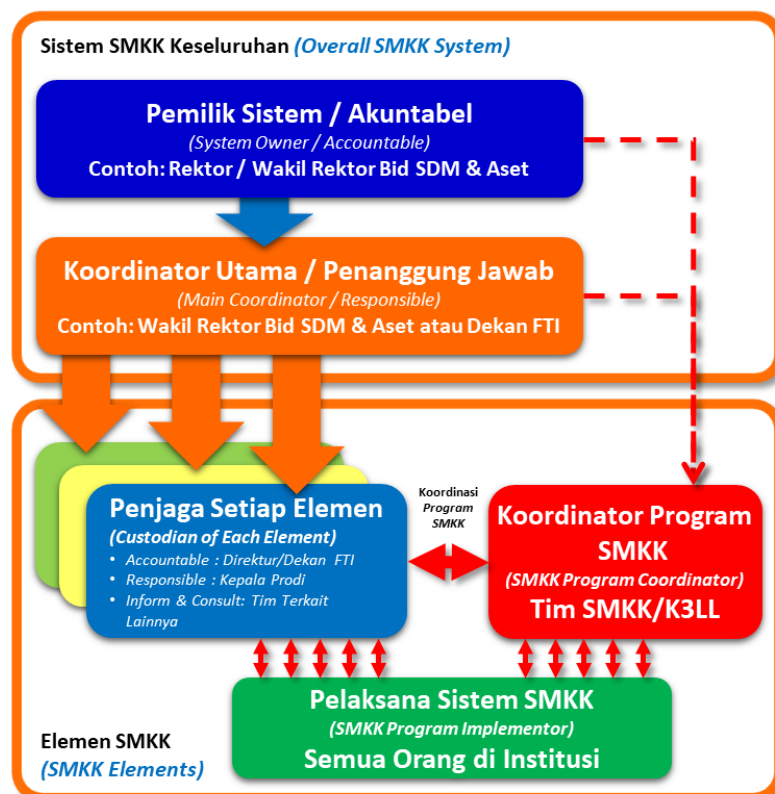 Sistem SMKK Keseluruhan (Overall SMKK System)
Pemilik Sistem / Akuntabel
(System Owner / Accountable)
Contoh: Rektor / Wakil Rektor Bid SDM & Aset
Koordinator Utama / Penanggung Jawab
(Main Coordinator / Responsible)
Contoh: Wakil Rektor Bid SDM & Aset atau Dekan FTI
Penjaga Setiap Elemen
(Custodian of Each Element)
• Accountable : Direktur/Dekan FTI
• Responsible : Kepala Prodi
• Inform & Consult: Tim Terkait
Lainnya
Koordinasi
Program
SMKK
Koordinator Program
SMKK
(SMKK Program Coordinator)
Tim SMKK/K3LL
Pelaksana Sistem SMKK
(SMKK Program Implementor)
Semua Orang di Institusi
Elemen SMKK
(SMKK Elements)